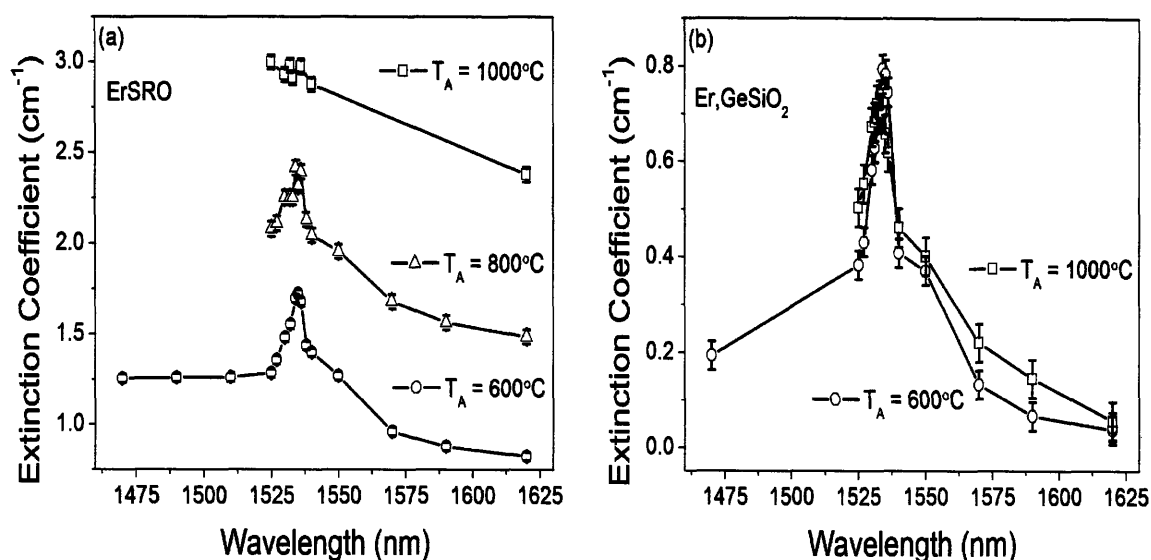 (a)
ErSRO
T_A = 1000°C
T_A = 800°C
T_A = 600°C
Extinction Coefficient (cm⁻¹)
3.0
2.5
2.0
1.5
1.0
1475 1500 1525 1550 1575 1600 1625
Wavelength (nm)
(b)
Er,GeSiO₂
T_A = 1000°C
T_A = 600°C
Extinction Coefficient (cm⁻¹)
0.8
0.6
0.4
0.2
0.0
1475 1500 1525 1550 1575 1600 1625
Wavelength (nm)